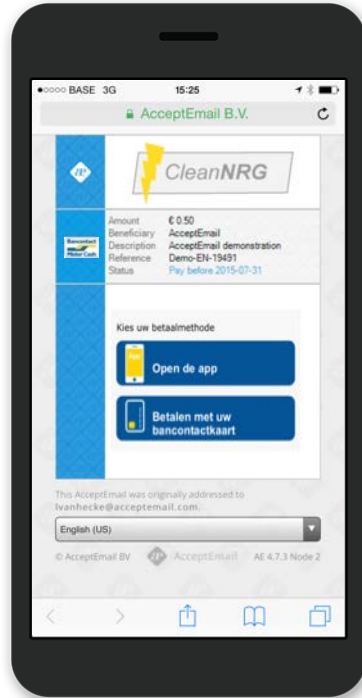 BASE 3G 15:25
AcceptEmail B.V.
CleanNRG
Bancontact
Mister Cash
Amount € 0.50
Beneficiary AcceptEmail
Description AcceptEmail demonstration
Reference Demo-EN-19491
Status Pay before 2015-07-31
Kies uw betaalmethode
App
Open de app
Betalen met uw
bancontactkaart
This AcceptEmail was originally addressed to
lvanhecke@acceptemail.com.
English (US)
© AcceptEmail BV AcceptEmail AE 4.7.3 Node 2